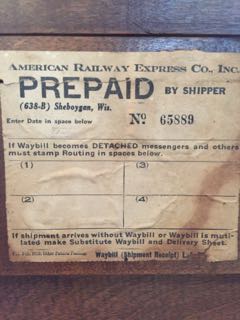 AMERICAN RAILWAY EXPRESS CO., INC.
PREPAID BY SHIPPER
(638-B) Sheboygan, Wis.
Enter Date in space below Nº 65889
If Waybill becomes DETACHED messengers and others
must stamp Routing in spaces below.
(1) (3)
(2) (4)
If shipment arrives without Waybill or Waybill is muti-
lated make Substitute Waybill and Delivery Sheet.
Waybill (Shipment Receipt)